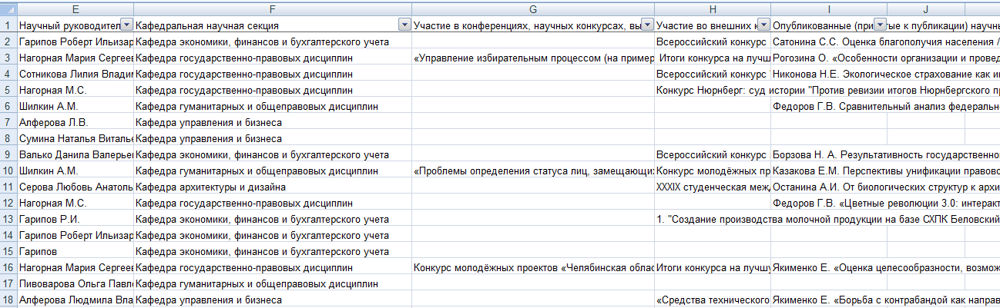 E F G H I J
1 Научный руководител Кафедральная научная секция Участие в конференциях, научных конкурсах, вы Участие во внешних к Опубликованные (при тые к публикации) научны
2 Гарипов Роберт Ильизар Кафедра экономики, финансов и бухгалтерского учета Всероссийский конкурс Сатонина С.С. Оценка благополучия населения /
3 Нагорная Мария Сергеев Кафедра государственно-правовых дисциплин «Управление избирательным процессом (на пример Итоги конкурса на лучш Рогозина О. «Особенности организации и провед
4 Сотникова Лилия Владим Кафедра государственно-правовых дисциплин Всероссийский конкурс Никонова Н.Е. Экологическое страхование как ин
5 Нагорная М.С. Кафедра государственно-правовых дисциплин Конкурс Нюрнберг: суд истории "Против ревизии итогов Нюрнбергского п
6 Шилкин А.М. Кафедра гуманитарных и общеправовых дисциплин Федоров Г.В. Сравнительный анализ федеральн
7 Алферова Л.В. Кафедра управления и бизнеса
8 Сумина Наталья Виталье Кафедра управления и бизнеса
9 Валько Данила Валерьев Кафедра экономики, финансов и бухгалтерского учета Всероссийский конкурс Борзова Н. А. Результативность государственно
10 Шилкин А.М. Кафедра гуманитарных и общеправовых дисциплин «Проблемы определения статуса лиц, замещающих Конкурс молодёжных пр Казакова Е.М. Перспективы унификации правово
11 Серова Любовь Анатоль Кафедра архитектуры и дизайна XXXIX студенческая меж Останина А.И. От биологических структур к архи
12 Нагорная М.С. Кафедра государственно-правовых дисциплин Федоров Г.В. «Цветные революции 3.0: интеракт
13 Гарипов Р.И. Кафедра экономики, финансов и бухгалтерского учета 1. "Создание производства молочной продукции на базе СХПК Беловский
14 Гарипов Роберт Ильизар Кафедра экономики, финансов и бухгалтерского учета
15 Гарипов Кафедра экономики, финансов и бухгалтерского учета
16 Нагорная Мария Сергеев Кафедра государственно-правовых дисциплин Конкурс молодёжных проектов «Челябинская облас Итоги конкурса на лучшу Якименко Е. «Оценка целесообразности, возмож
17 Пивоварова Ольга Павло Кафедра гуманитарных и общеправовых дисциплин
18 Алферова Людмила Вла Кафедра управления и бизнеса «Средства технического Якименко Е. «Борьба с контрабандой как направ